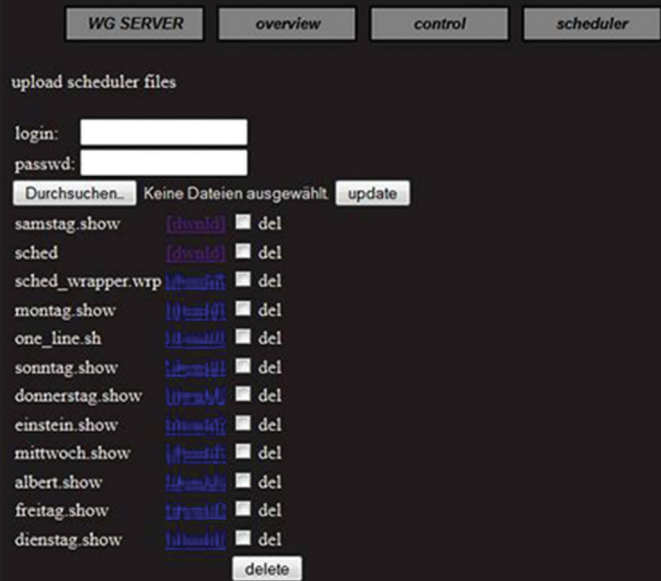 WG SERVER overview control scheduler
upload scheduler files
login:
passwd:
Durchsuchen.. Keine Dateien ausgewählt. update
samstag.show [dwnld] del
sched [dwnld] del
sched_wrapper.wrp del
montag.show del
one_line.sh del
sonntag.show del
donnerstag.show del
einstein.show del
mittwoch.show del
albert.show del
freitag.show del
dienstag.show del
delete